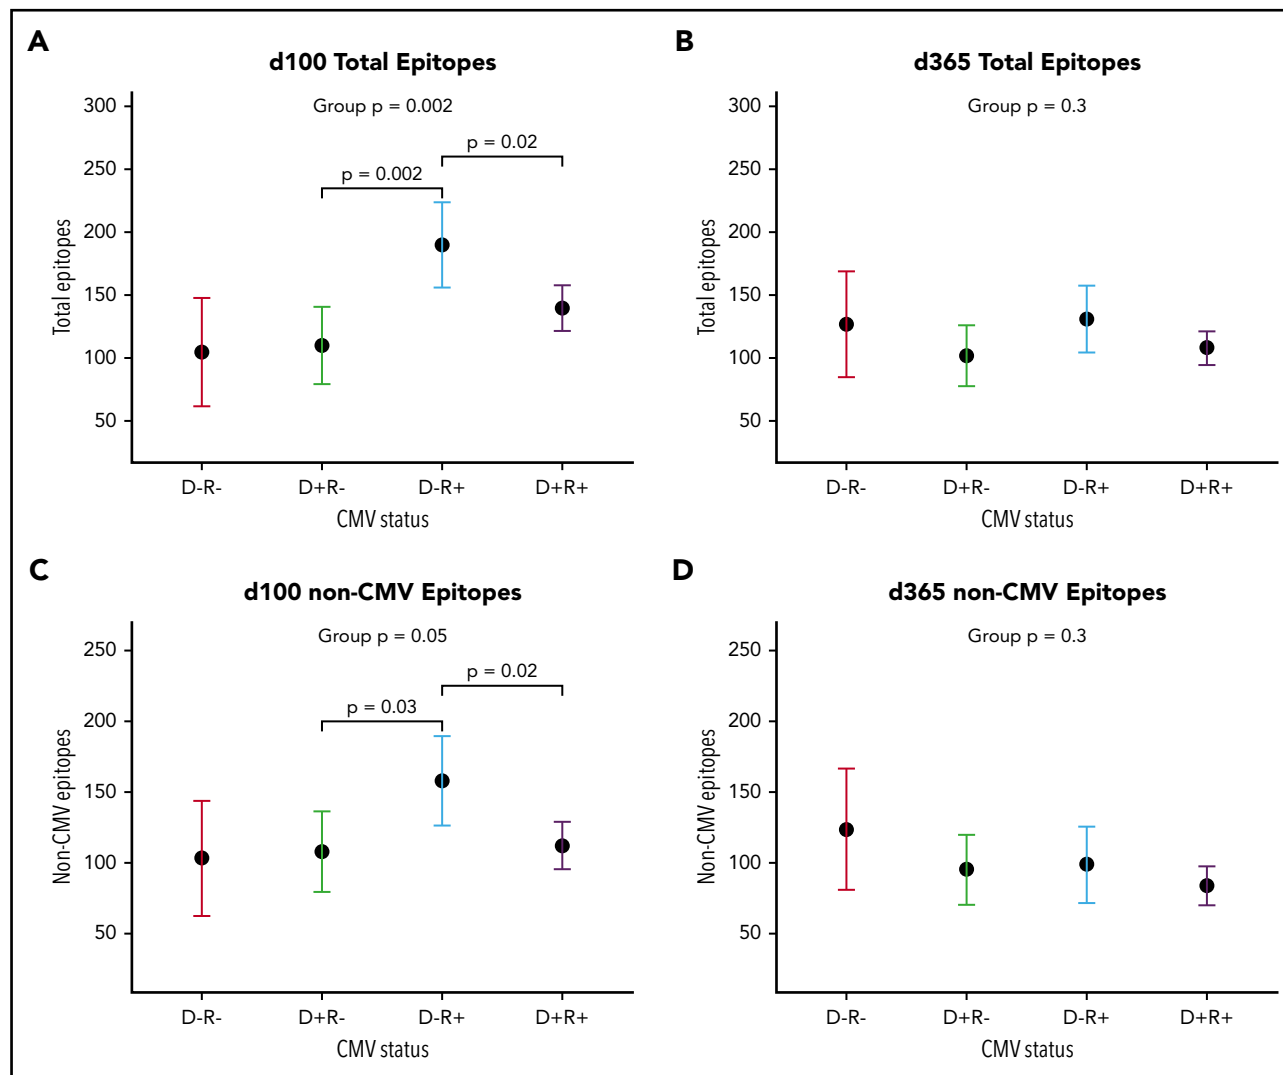 A
d100 Total Epitopes
Group p = 0.002
p = 0.02
p = 0.002
300
250
200
150
100
50
Total epitopes
D-R- D+R- D-R+ D+R+
CMV status
B
d365 Total Epitopes
Group p = 0.3
300
250
200
150
100
50
Total epitopes
D-R- D+R- D-R+ D+R+
CMV status
C
d100 non-CMV Epitopes
Group p = 0.05
p = 0.02
p = 0.03
250
200
150
100
50
Non-CMV epitopes
D-R- D+R- D-R+ D+R+
CMV status
D
d365 non-CMV Epitopes
Group p = 0.3
250
200
150
100
50
Non-CMV epitopes
D-R- D+R- D-R+ D+R+
CMV status